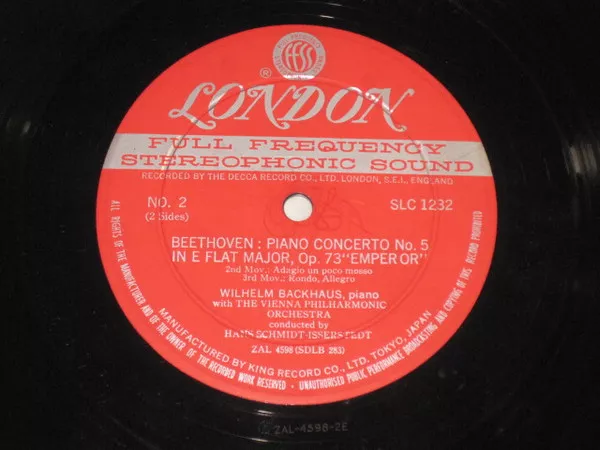 FULL FREQUENCY
FFSS
®
LONDON
FULL FREQUENCY
STEREOPHONIC SOUND
RECORDED BY THE DECCA RECORD CO., LTD. LONDON, S.E.I., ENGLAND
NO. 2
SLC 1232
(2 Sides)
BEETHOVEN : PIANO CONCERTO No. 5
IN E FLAT MAJOR, Op. 73 "EMPEROR"
2nd Mov.: Adagio un poco mosso
3rd Mov.: Rondo, Allegro
WILHELM BACKHAUS, piano
with THE VIENNA PHILHARMONIC
ORCHESTRA
conducted by
HANS SCHMIDT-ISSERSTEDT
ZAL 4598 (SDLB 283)
MANUFACTURED BY KING RECORD CO., LTD. TOKYO, JAPAN
ALL RIGHTS OF THE MANUFACTURER AND OF THE OWNER OF THE RECORDED WORK RESERVED — UNAUTHORISED PUBLIC PERFORMANCE BROADCASTING AND COPYING OF THIS RECORD PROHIBITED
ZAL-4598-2E